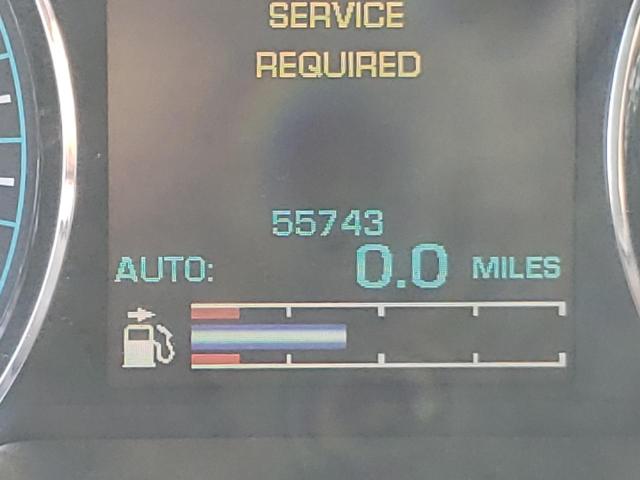 SERVICE
REQUIRED
55743
AUTO: 0.0 MILES